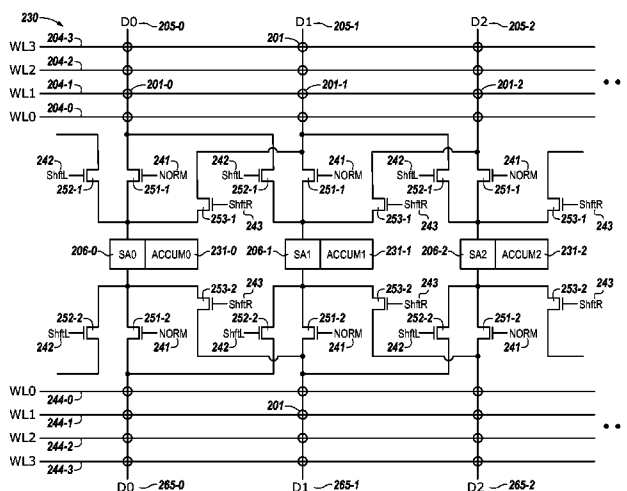 230
D0 205-0 D1 205-1 D2 205-2
WL3 204-3 201
WL2 204-2
WL1 204-1 201-0 201-1 201-2
WL0 204-0
242 241 242 241 242 241
ShftL NORM ShftL NORM ShftL NORM
252-1 251-1 252-1 251-1 252-1 251-1
ShftR ShftR ShftR
253-1 243 253-1 243 253-1 243
206-0 SA0 ACCUM0 231-0 206-1 SA1 ACCUM1 231-1 206-2 SA2 ACCUM2 231-2
253-2 243 253-2 243 253-2 243
252-2 251-2 ShftR 252-2 251-2 ShftR 252-2 251-2 ShftR
ShftL NORM ShftL NORM ShftL NORM
242 241 242 241 242 241
WL0 244-0
WL1 244-1 201
WL2 244-2
WL3 244-3
D0 265-0 D1 265-1 D2 265-2